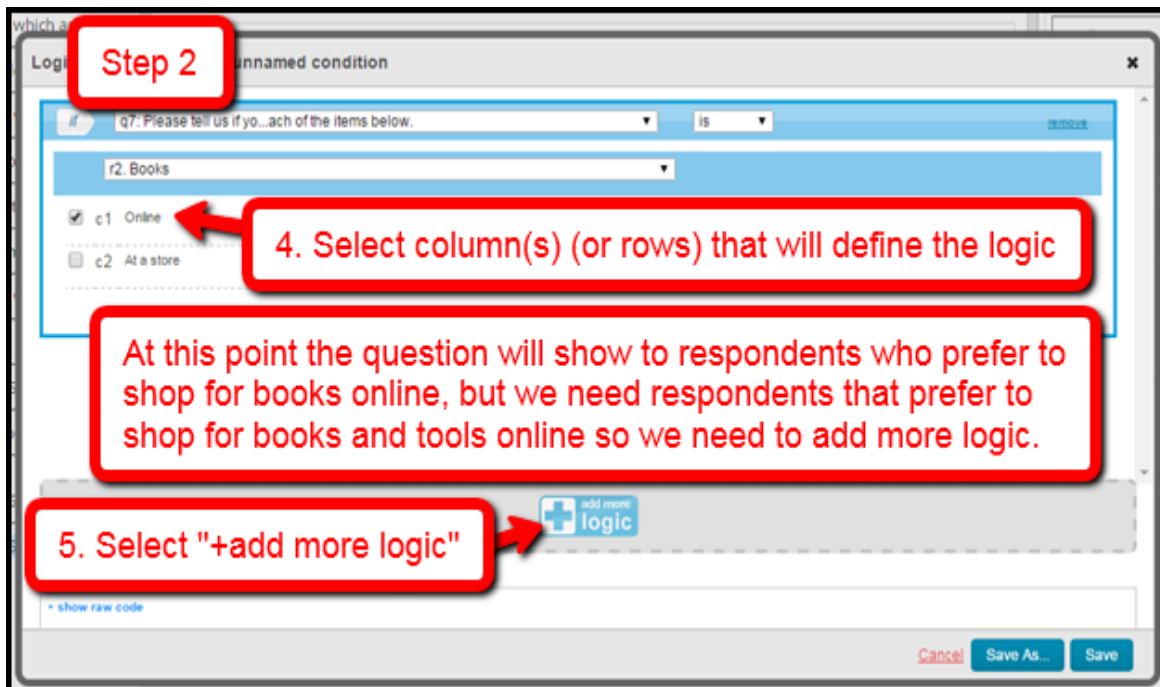 which a
Logi
Step 2
unnamed condition
x
if
q7: Please tell us if yo...ach of the items below.
is
remove
r2. Books
c1 Online
4. Select column(s) (or rows) that will define the logic
c2 At a store
At this point the question will show to respondents who prefer to
shop for books online, but we need respondents that prefer to
shop for books and tools online so we need to add more logic.
add more
logic
5. Select "+add more logic"
show raw code
Cancel
Save As...
Save